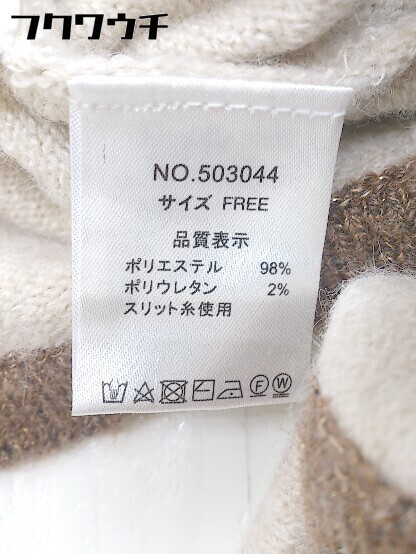 フクワウチ
NO.503044
サイズ FREE
品質表示
ポリエステル 98%
ポリウレタン 2%
スリット糸使用
F W